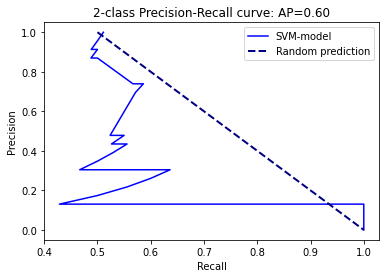 2-class Precision-Recall curve: AP=0.60
SVM-model
Random prediction
Precision
1.0
0.8
0.6
0.4
0.2
0.0
0.4 0.5 0.6 0.7 0.8 0.9 1.0
Recall